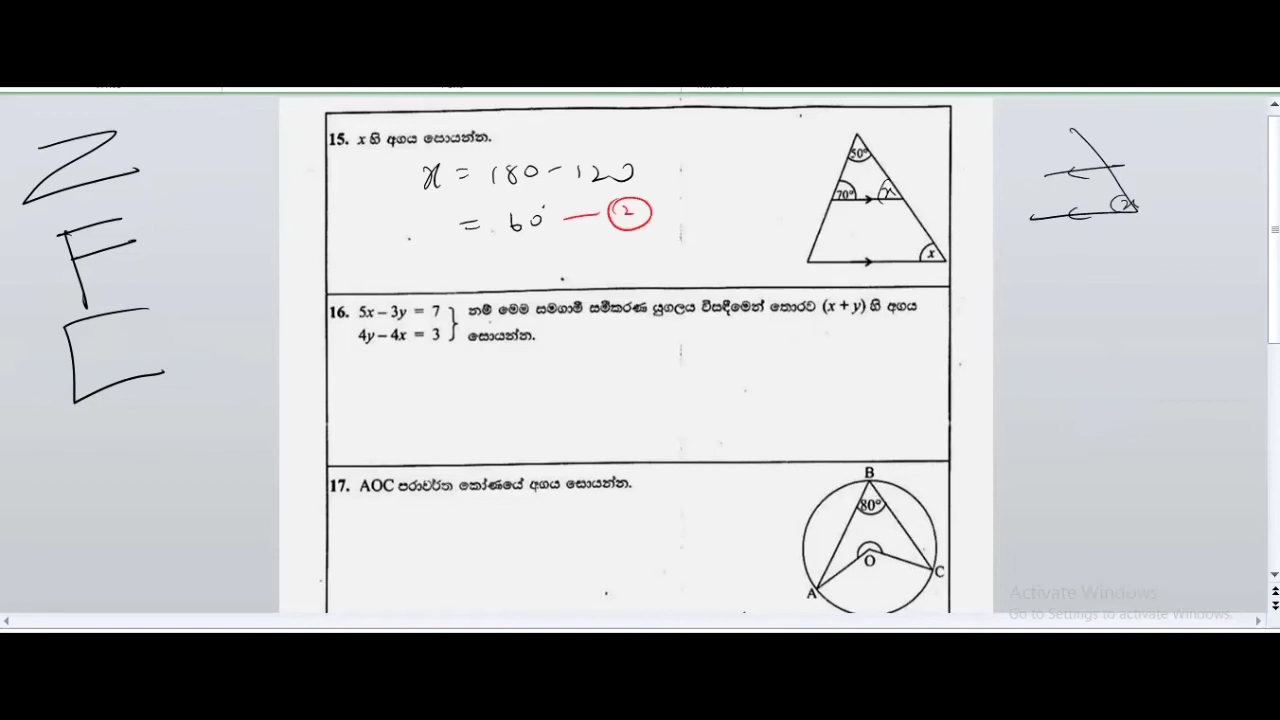 15. x හි අගය සොයන්න.
x = 180 - 120
= 60° — 2
50°
70°
x
x
x
Z
F
C
16. 5x – 3y = 7 } නම් මෙම සමගාමී සමීකරණ යුගලය විසඳීමෙන් තොරව (x + y) හි අගය
4y – 4x = 3 } සොයන්න.
17. AOC පරාවර්ත කෝණයේ අගය සොයන්න.
B
80°
O
C
A
Activate Windows
Go to Settings to activate Windows.